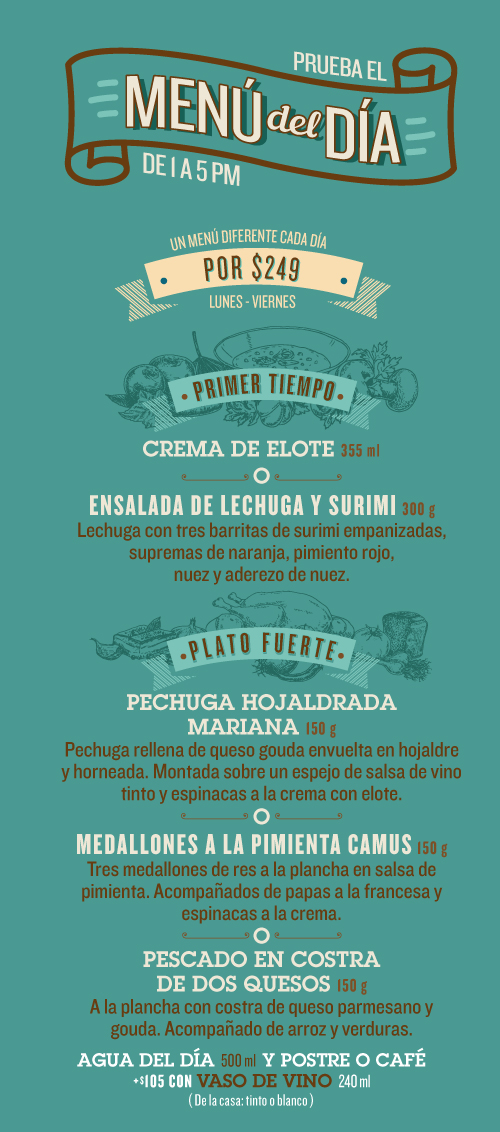 PRUEBA EL
MENÚ del DÍA
DE 1 A 5 PM
UN MENÚ DIFERENTE CADA DÍA
POR $249
LUNES - VIERNES
• PRIMER TIEMPO •
CREMA DE ELOTE 355 ml
ENSALADA DE LECHUGA Y SURIMI 300 g
Lechuga con tres barritas de surimi empanizadas,
supremas de naranja, pimiento rojo,
nuez y aderezo de nuez.
• PLATO FUERTE •
PECHUGA HOJALDRADA
MARIANA 150 g
Pechuga rellena de queso gouda envuelta en hojaldre
y horneada. Montada sobre un espejo de salsa de vino
tinto y espinacas a la crema con elote.
MEDALLONES A LA PIMIENTA CAMUS 150 g
Tres medallones de res a la plancha en salsa de
pimienta. Acompañados de papas a la francesa y
espinacas a la crema.
PESCADO EN COSTRA
DE DOS QUESOS 150 g
A la plancha con costra de queso parmesano y
gouda. Acompañado de arroz y verduras.
AGUA DEL DÍA 500 ml Y POSTRE O CAFÉ
+$105 CON VASO DE VINO 240 ml
( De la casa: tinto o blanco )